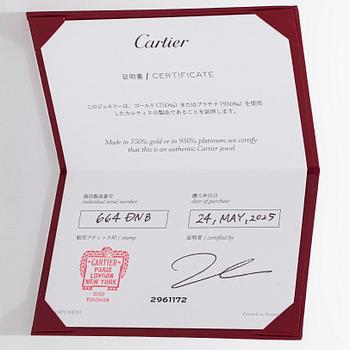 Cartier
証明書 / CERTIFICATE
このジュエリーは、ゴールド(750‰)またはプラチナ(950‰)を使用
したカルティエの製品であることを証明します。
Made in 750‰ gold or in 950‰ platinum, we certify
that this is an authentic Cartier jewel.
個別製造番号
individual serial number
購入年月日
date of purchase
664 DNB
24, MAY, 2025
販売ブティック印 / stamp
証明者 / certified by
CARTIER
PARIS
LONDON
NEW YORK
SOGO
YOKOHAMA
2961172
Printed in France